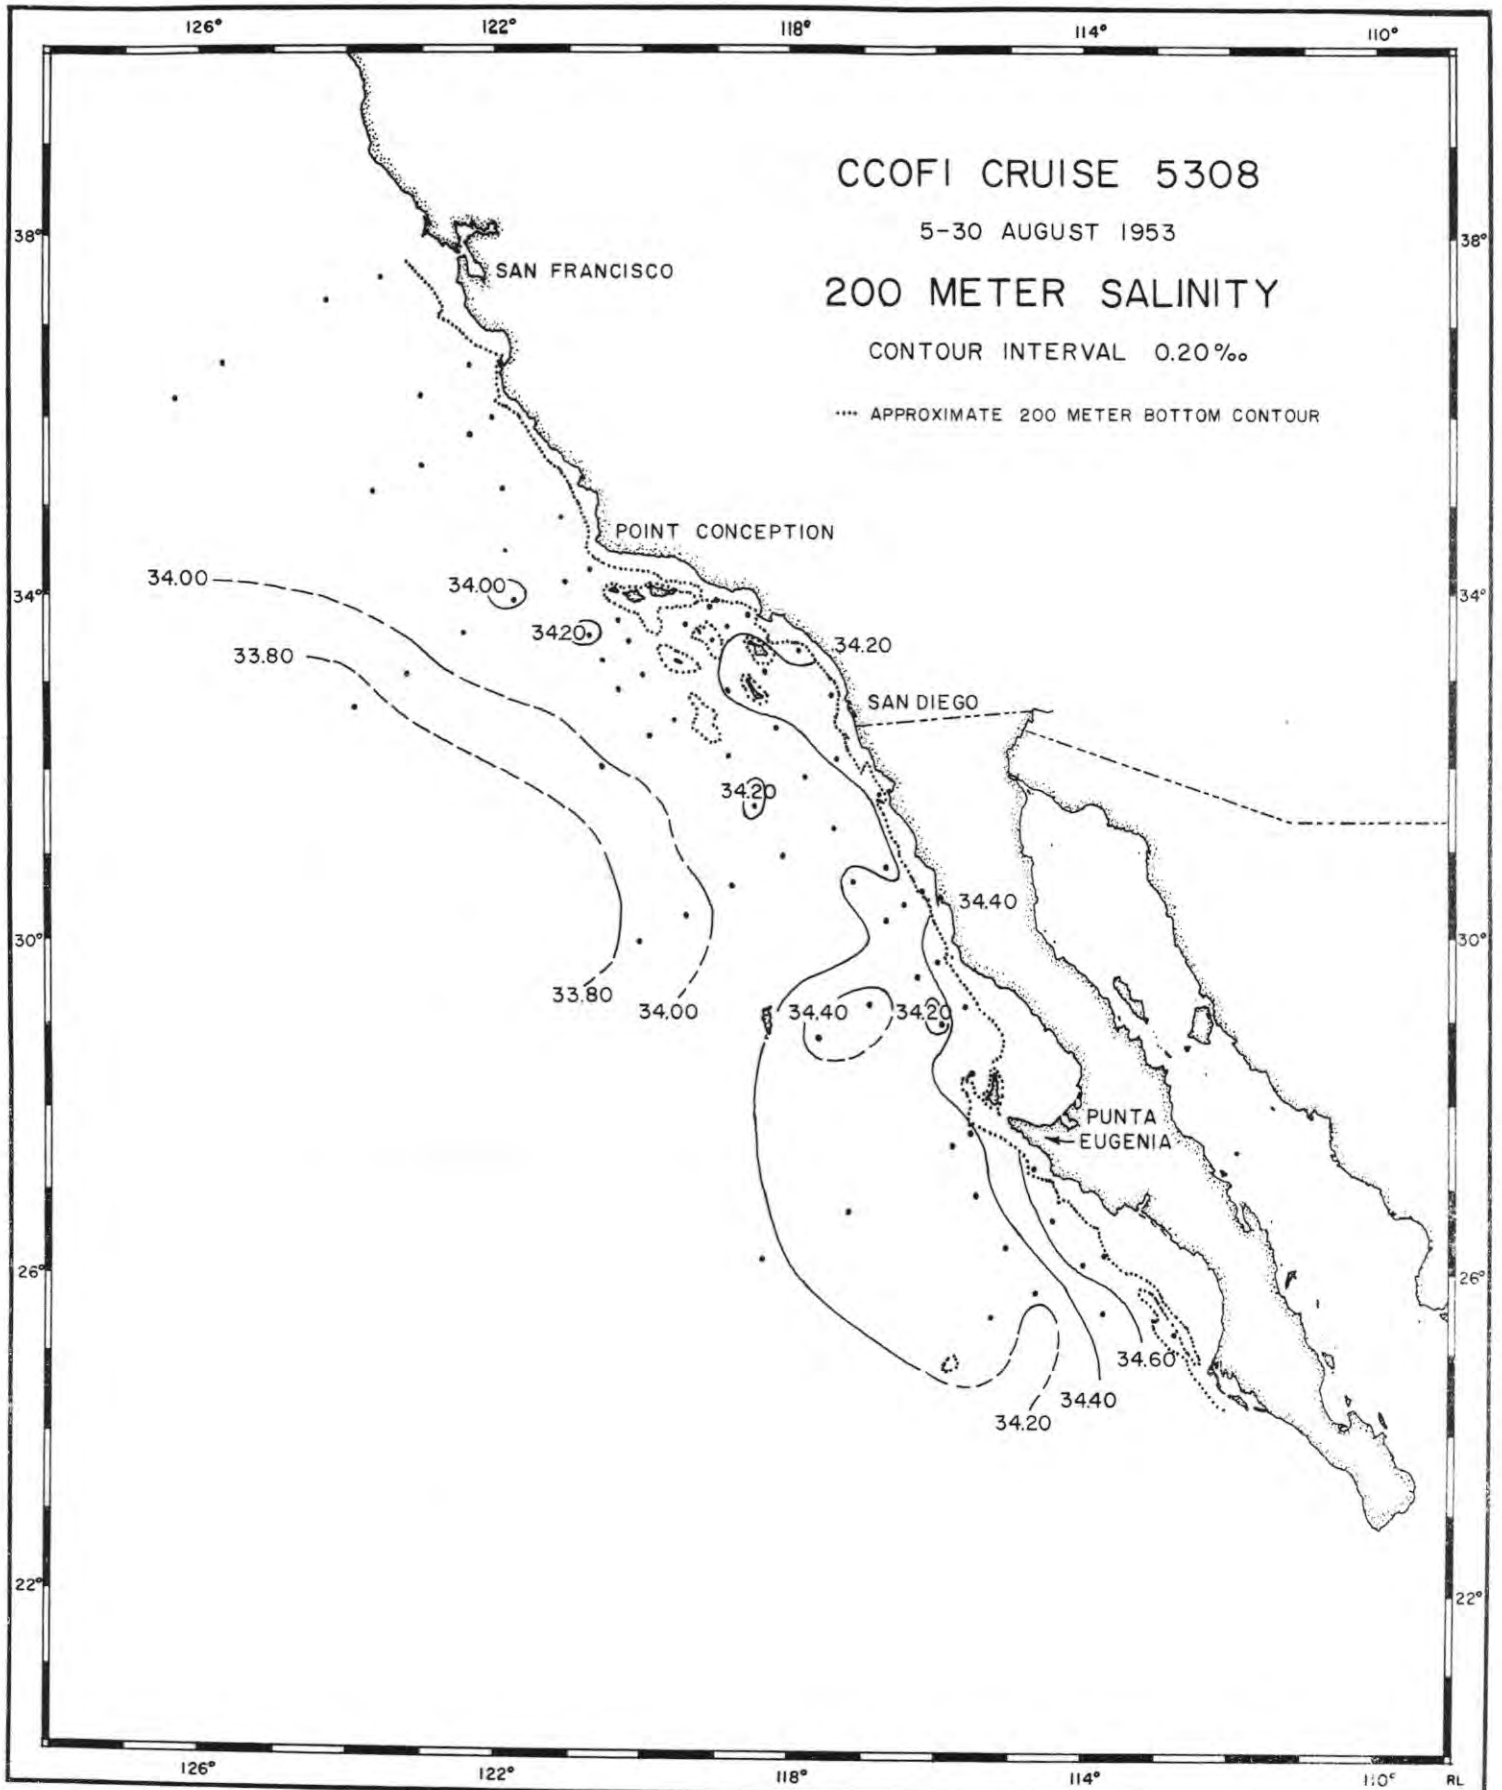 126° 122° 118° 114° 110°
CCOFI CRUISE 5308
5-30 AUGUST 1953
200 METER SALINITY
CONTOUR INTERVAL 0.20‰
···· APPROXIMATE 200 METER BOTTOM CONTOUR
38° 38°
SAN FRANCISCO
POINT CONCEPTION
34.00 34.00
34° 34°
34.20
34.20
33.80
SAN DIEGO
34.20
34.40
30° 30°
33.80 34.00 34.40 34.20
PUNTA
EUGENIA
26° 26°
34.60
34.40
34.20
22° 22°
126° 122° 118° 114° 110°
RL